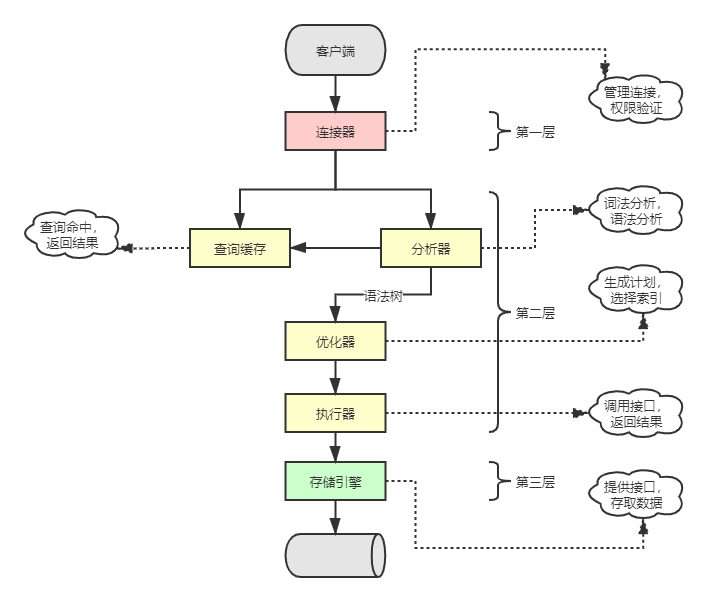 客户端
管理连接，
权限验证
连接器
第一层
词法分析，
语法分析
查询命中，
返回结果
查询缓存
分析器
生成计划，
选择索引
语法树
第二层
优化器
调用接口，
返回结果
执行器
存储引擎
第三层
提供接口，
存取数据